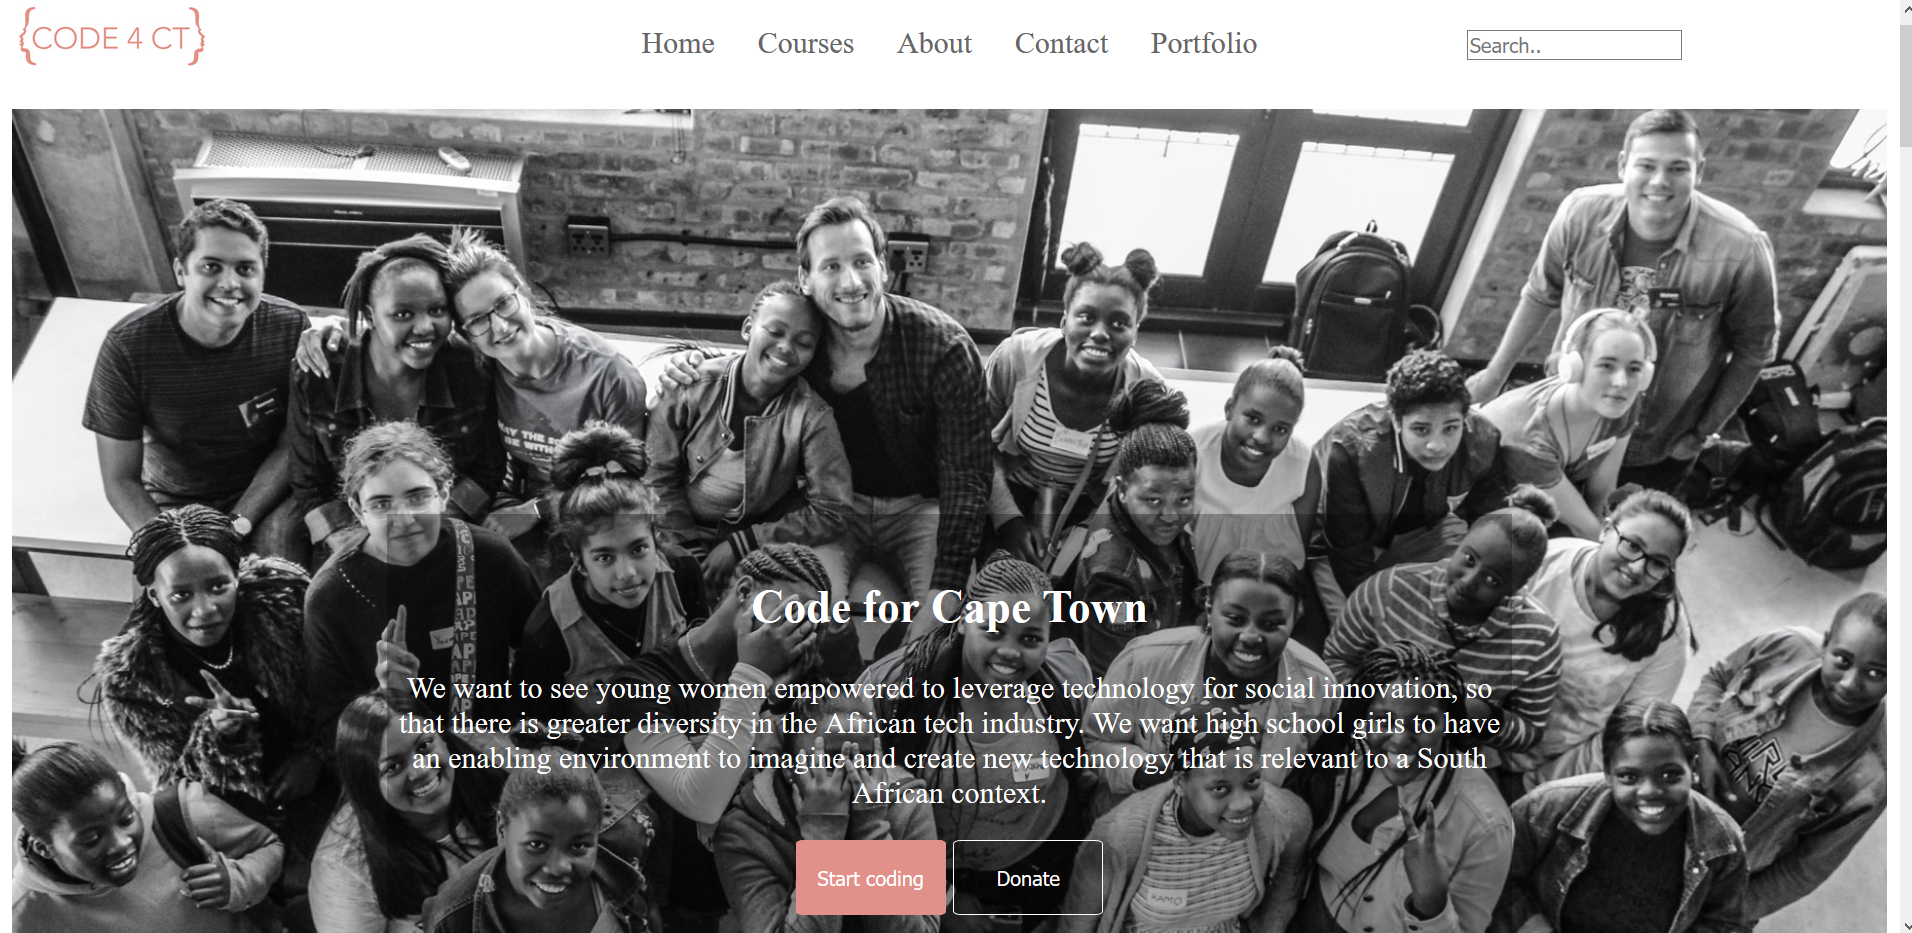 {CODE 4 CT}
Home Courses About Contact Portfolio
Search..
Code for Cape Town
We want to see young women empowered to leverage technology for social innovation, so
that there is greater diversity in the African tech industry. We want high school girls to have
an enabling environment to imagine and create new technology that is relevant to a South
African context.
Start coding
Donate